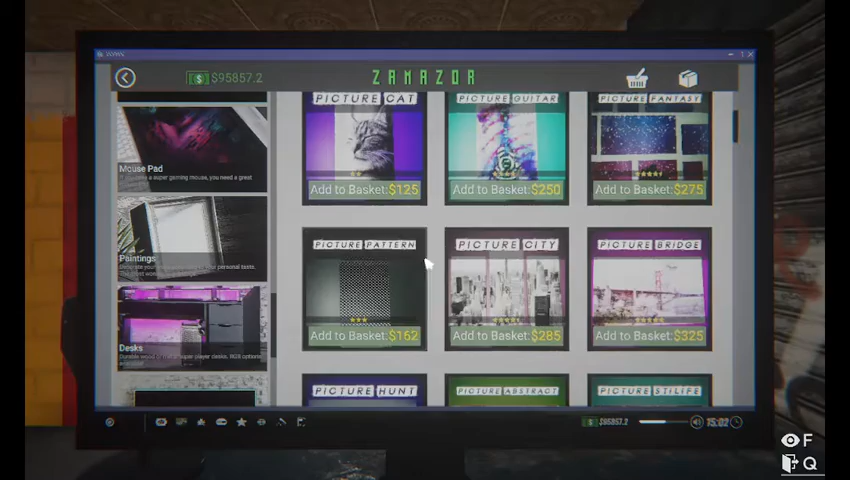 $95857.2
ZAMAZOR
PICTURE CAT
PICTURE GUITAR
PICTURE FANTASY
Add to Basket:$125
Add to Basket:$250
Add to Basket:$275
Mouse Pad
Paintings
PICTURE PATTERN
PICTURE CITY
PICTURE BRIDGE
Add to Basket:$162
Add to Basket:$285
Add to Basket:$325
Desks
PICTURE HUNT
PICTURE ABSTRACT
PICTURE STILIFE
$95857.2
15:02
F
Q